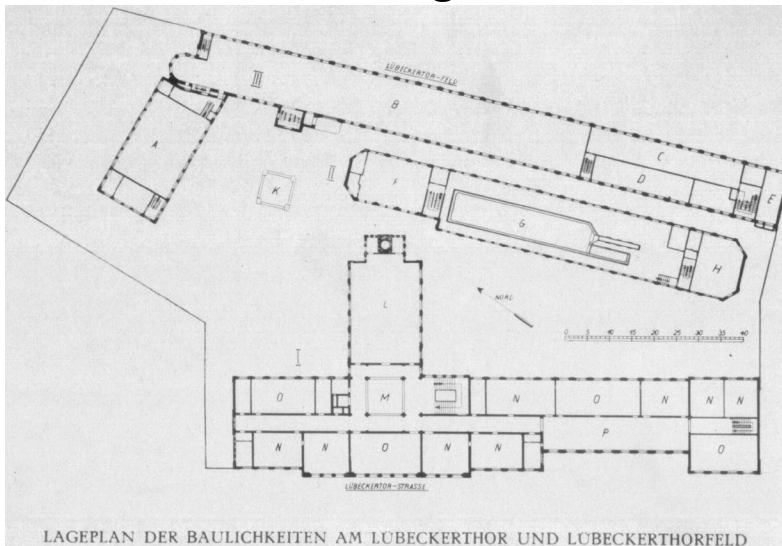 LÜBECKERTOR-FELD
III
B
C
A
D
E
K
II
F
G
H
NORD
L
0 5 10 15 20 25 30 35 40
I
O
M
N
O
N
N
N
P
N
N
O
N
N
O
LÜBECKERTOR-STRASSE
LAGEPLAN DER BAULICHKEITEN AM LÜBECKERTHOR UND LÜBECKERTHORFELD